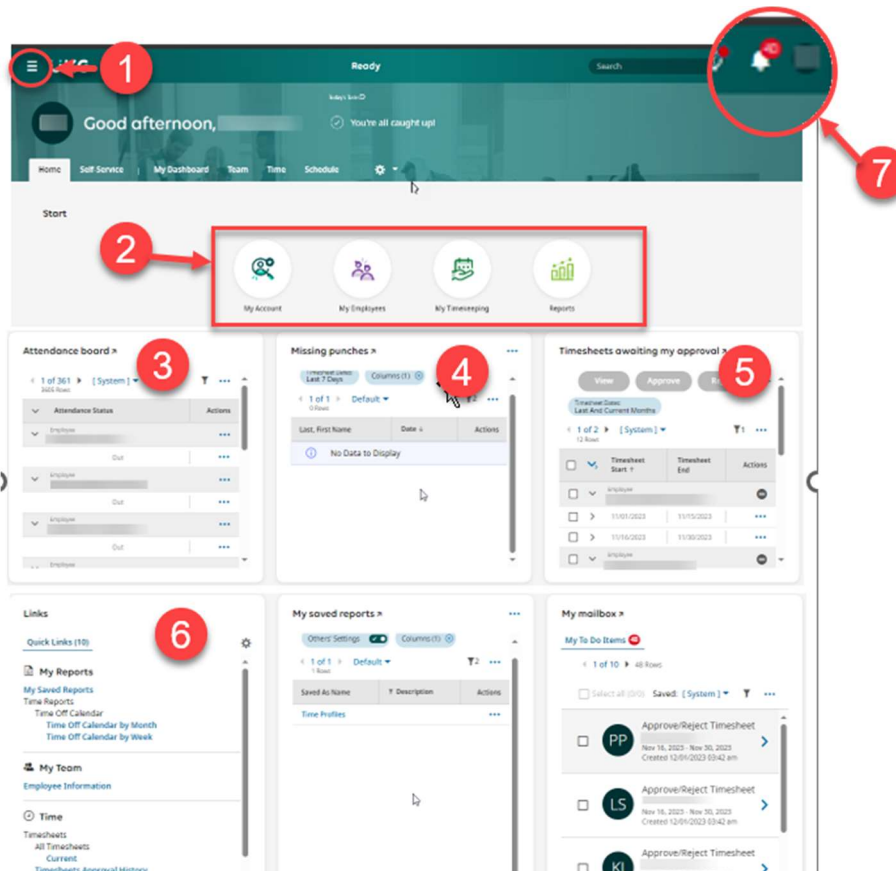 1
Ready
Search
7
Good afternoon,
You're all caught up!
Home Self-Service My Dashboard Team Time Schedule
Start
2
My Account My Employees My Timekeeping Reports
Attendance board
3
1 of 361 [ System ]
3605 Rows
Attendance Status Actions
Employee
Out
Employee
Out
Employee
Out
Employee
Missing punches
4
Timesheet Dates:
Last 7 Days
Columns (1)
1 of 1 Default
2
0 Rows
Last, First Name Date Actions
No Data to Display
Timesheets awaiting my approval
5
View Approve
Timesheet Dates:
Last And Current Months
1 of 2 [ System ]
1
12 Rows
Timesheet Start Timesheet End Actions
Employee
11/01/2023 11/15/2023
11/16/2023 11/30/2023
Employee
Links
6
Quick Links (10)
My Reports
My Saved Reports
Time Reports
Time Off Calendar
Time Off Calendar by Month
Time Off Calendar by Week
My Team
Employee Information
Time
Timesheets
All Timesheets
Current
Timesheets Approval History
My saved reports
Others' Settings Columns (1)
1 of 1 Default
2
1 Rows
Saved As Name Description Actions
Time Profiles
My mailbox
My To Do Items 48
1 of 10 48 Rows
Select all (0/0) Saved: [ System ]
PP
Approve/Reject Timesheet
Nov 16, 2023 - Nov 30, 2023
Created 12/01/2023 03:42 am
LS
Approve/Reject Timesheet
Nov 16, 2023 - Nov 30, 2023
Created 12/01/2023 03:42 am
KL
Approve/Reject Timesheet